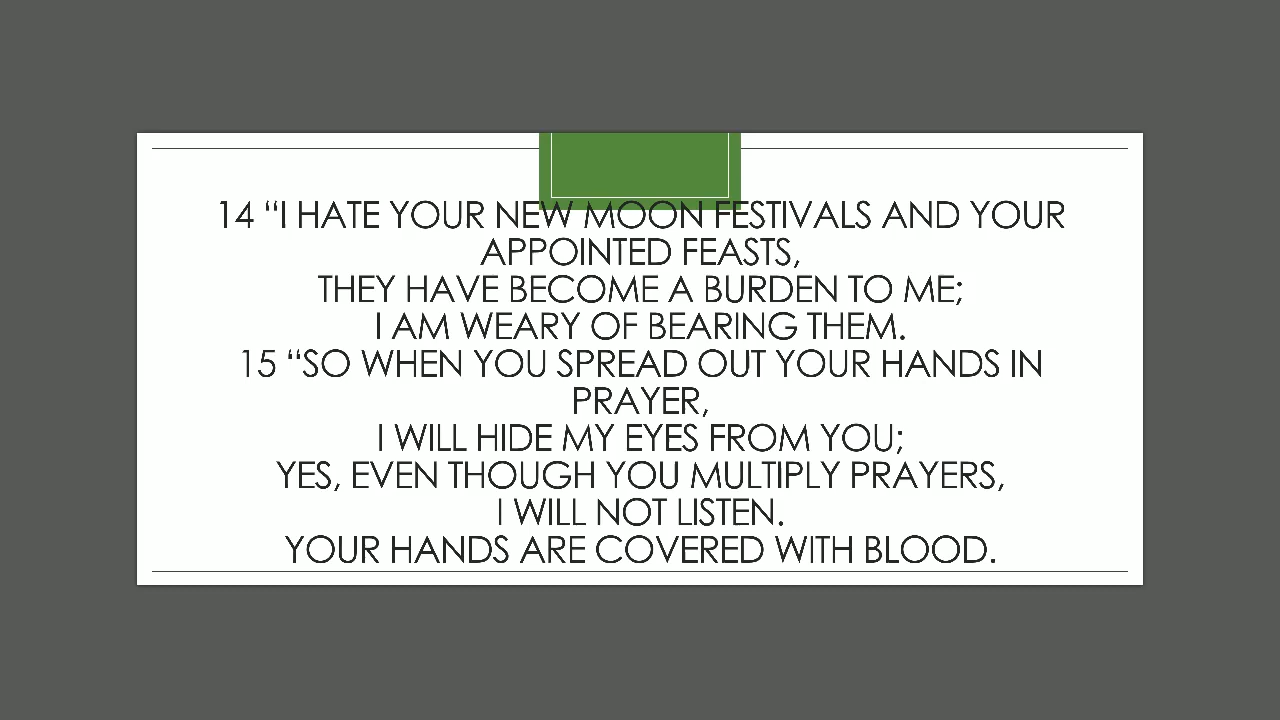 14 “I HATE YOUR NEW MOON FESTIVALS AND YOUR
APPOINTED FEASTS,
THEY HAVE BECOME A BURDEN TO ME;
I AM WEARY OF BEARING THEM.
15 “SO WHEN YOU SPREAD OUT YOUR HANDS IN
PRAYER,
I WILL HIDE MY EYES FROM YOU;
YES, EVEN THOUGH YOU MULTIPLY PRAYERS,
I WILL NOT LISTEN.
YOUR HANDS ARE COVERED WITH BLOOD.